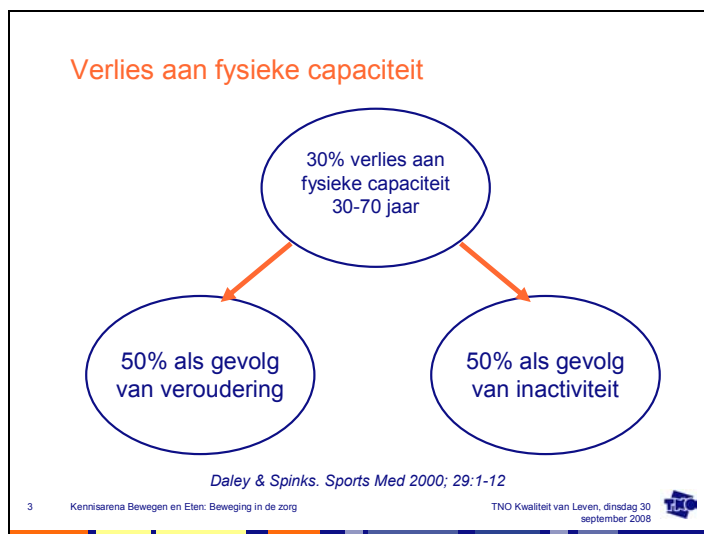 Verlies aan fysieke capaciteit
30% verlies aan
fysieke capaciteit
30-70 jaar
50% als gevolg
van veroudering
50% als gevolg
van inactiviteit
Daley & Spinks. Sports Med 2000; 29:1-12
3
Kennisarena Bewegen en Eten: Beweging in de zorg
TNO Kwaliteit van Leven, dinsdag 30
september 2008
TNO